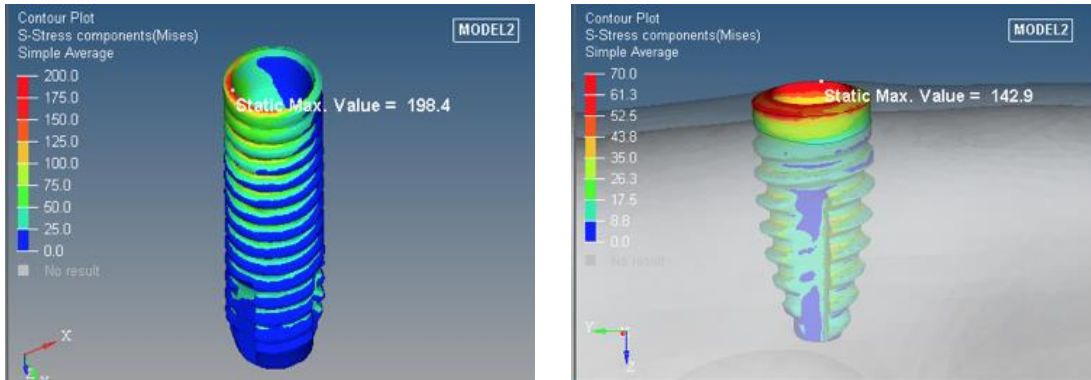 Contour Plot
S-Stress components(Mises)
Simple Average
MODEL2
200.0
175.0
150.0
125.0
100.0
75.0
50.0
25.0
0.0
No result
Static Max. Value = 198.4
X
Z
Contour Plot
S-Stress components(Mises)
Simple Average
MODEL2
70.0
61.3
52.5
43.8
35.0
26.3
17.5
8.8
0.0
No result
Static Max. Value = 142.9
Y
Z